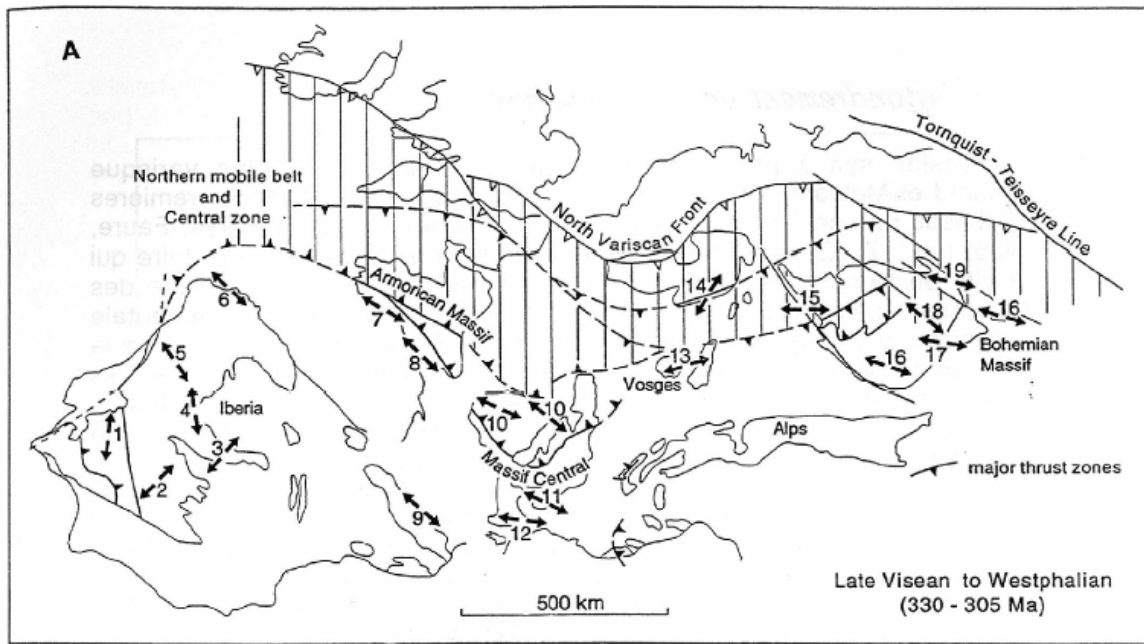 A
Northern mobile belt
and
Central zone
North Variscan Front
Tornquist - Teisseyre Line
Armorican Massif
Iberia
Massif Central
Vosges
Bohemian
Massif
Alps
major thrust zones
1
2
3
4
5
6
7
8
9
10
10
11
12
13
14
15
16
16
17
18
19
500 km
Late Visean to Westphalian
(330 - 305 Ma)